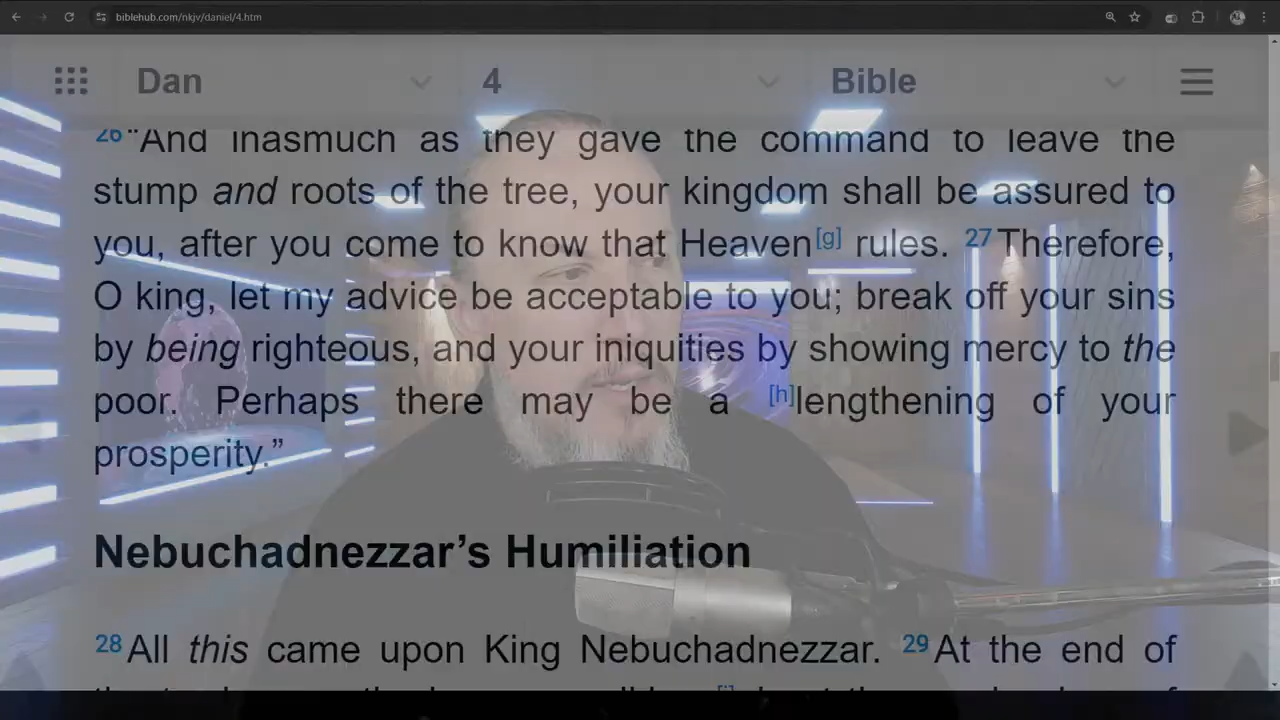 biblehub.com/nkjv/daniel/4.htm
Dan 4 Bible
26 "And inasmuch as they gave the command to leave the
stump and roots of the tree, your kingdom shall be assured to
you, after you come to know that Heaven[g] rules. 27 Therefore,
O king, let my advice be acceptable to you; break off your sins
by being righteous, and your iniquities by showing mercy to the
poor. Perhaps there may be a [h]lengthening of your
prosperity.”
Nebuchadnezzar’s Humiliation
28 All this came upon King Nebuchadnezzar. 29 At the end of